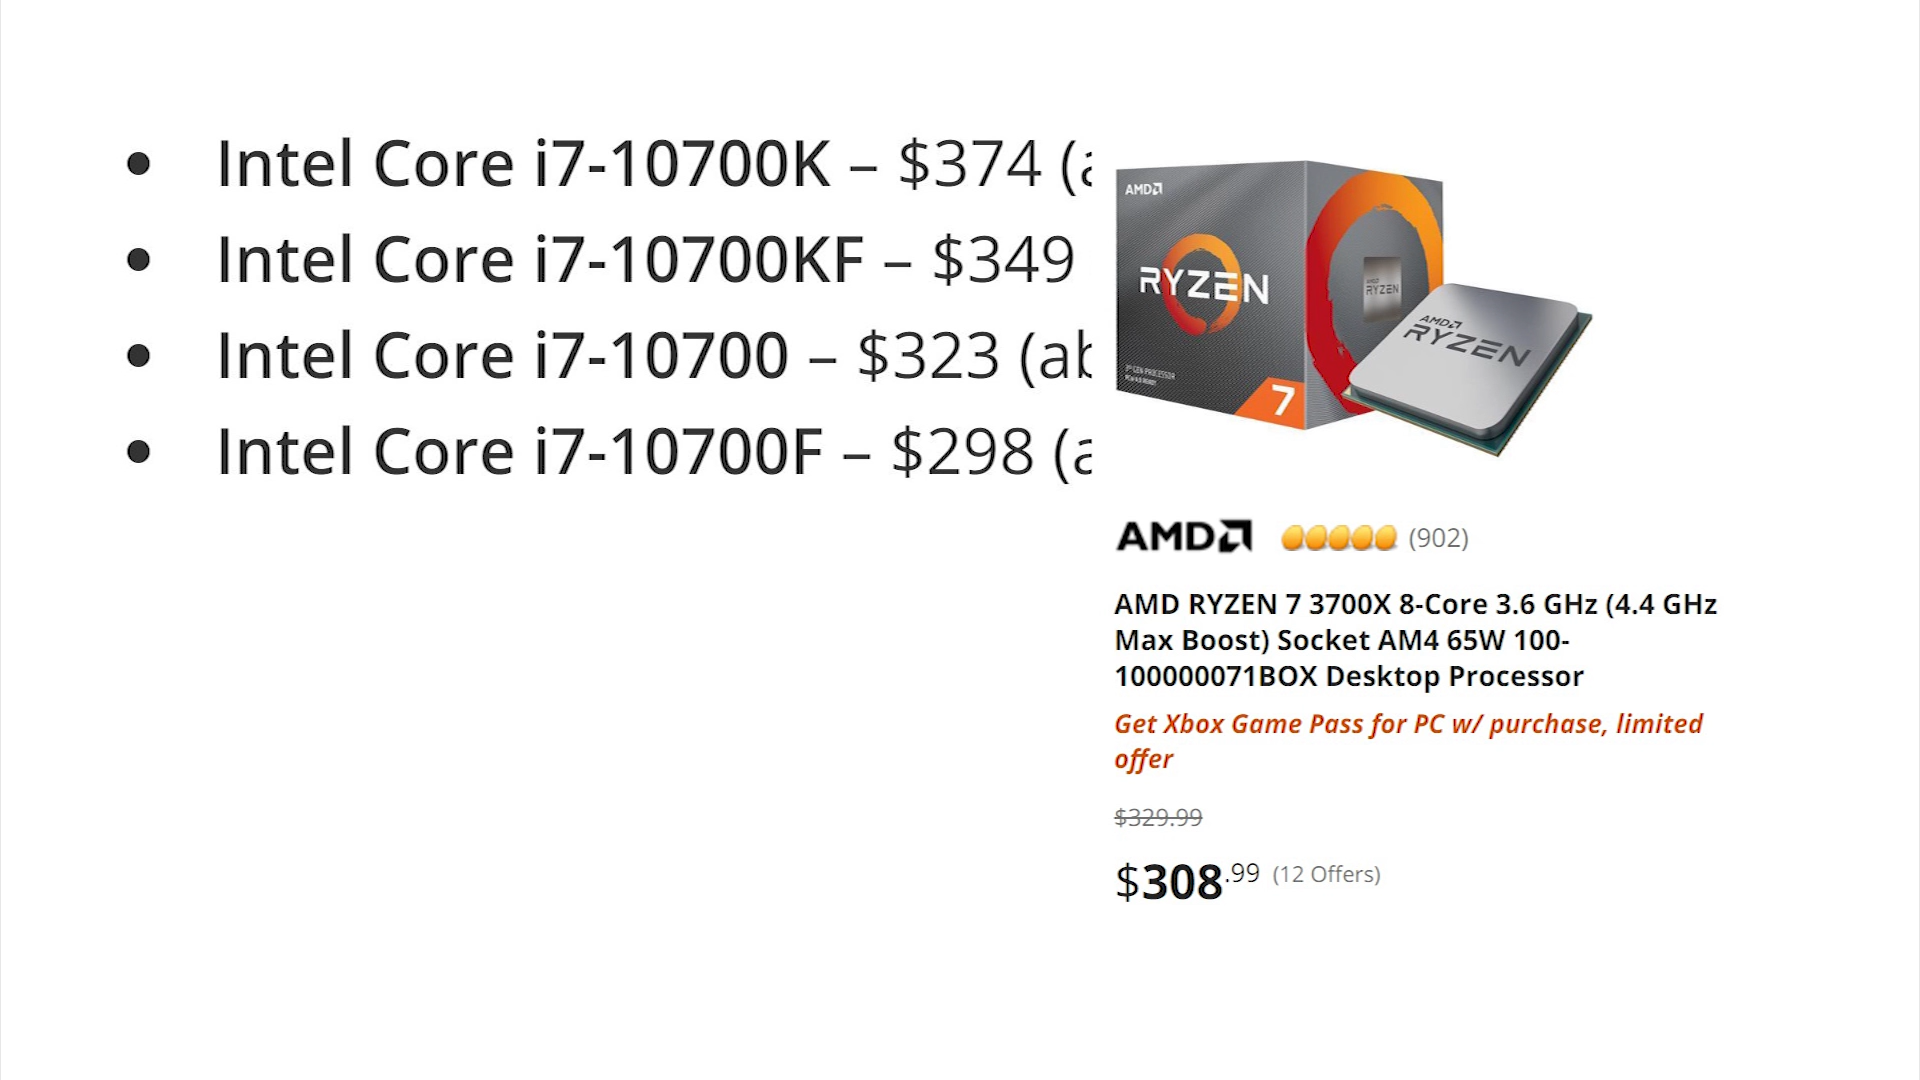 Intel Core i7-10700K – $374 (a
Intel Core i7-10700KF – $349
Intel Core i7-10700 – $323 (ab
Intel Core i7-10700F – $298 (a
AMD
RYZEN
7
AMD
RYZEN
AMD
RYZEN
AMD
(902)
AMD RYZEN 7 3700X 8-Core 3.6 GHz (4.4 GHz
Max Boost) Socket AM4 65W 100-
100000071BOX Desktop Processor
Get Xbox Game Pass for PC w/ purchase, limited
offer
$329.99
$308.99 (12 Offers)